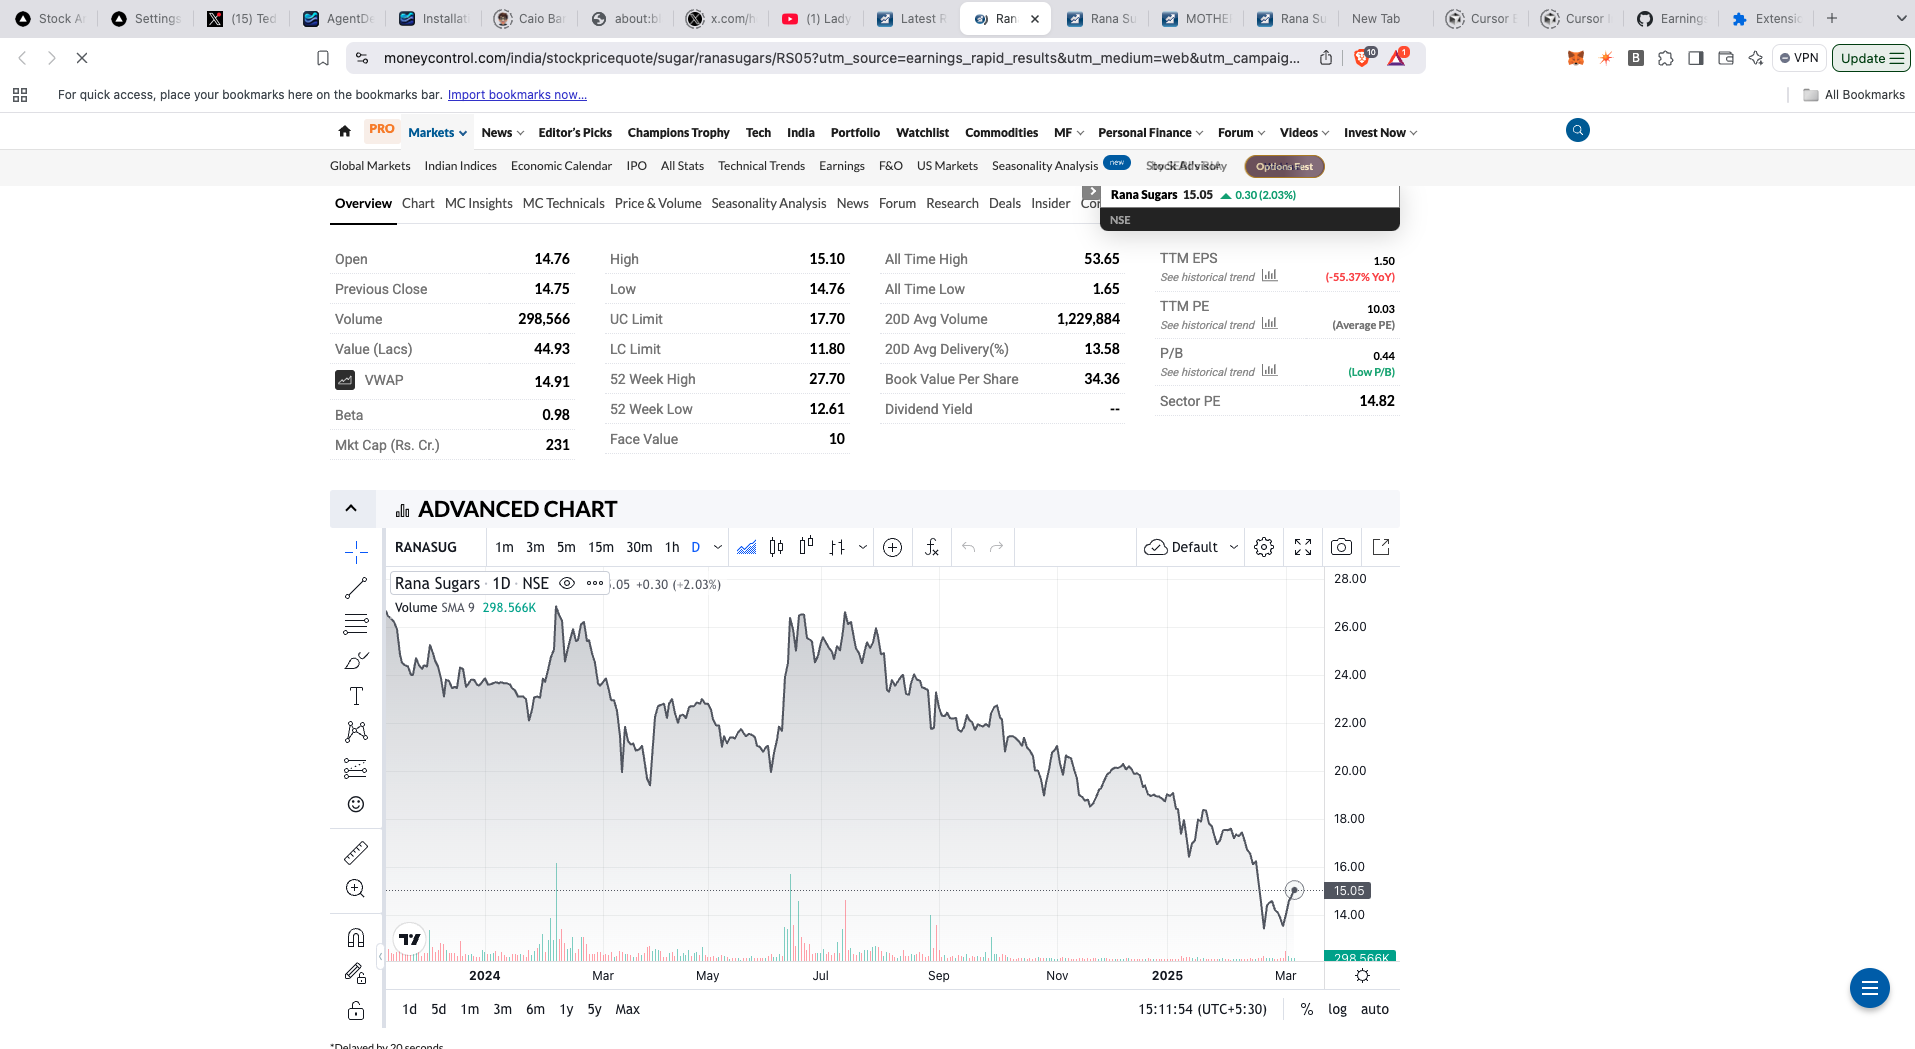 Stock A
Settings
(15) Ted
AgentDe
Installat
Caio Ba
about:bl
x.com/h
(1) Lady
Latest R
Ran
Rana Su
MOTHE
Rana Su
New Tab
Cursor
Cursor
Earning
Extensi
moneycontrol.com/india/stockpricequote/sugar/ranasugars/RS05?utm_source=earnings_rapid_results&utm_medium=web&utm_campaig...
10
1
VPN
Update
For quick access, place your bookmarks here on the bookmarks bar. Import bookmarks now...
All Bookmarks
PRO Markets News Editor's Picks Champions Trophy Tech India Portfolio Watchlist Commodities MF Personal Finance Forum Videos Invest Now
Global Markets Indian Indices Economic Calendar IPO All Stats Technical Trends Earnings F&O US Markets Seasonality Analysis new Options Fest
Rana Sugars 15.05 0.30 (2.03%)
NSE
Overview Chart MC Insights MC Technicals Price & Volume Seasonality Analysis News Forum Research Deals Insider Cor
Open 14.76
Previous Close 14.75
Volume 298,566
Value (Lacs) 44.93
VWAP 14.91
Beta 0.98
Mkt Cap (Rs. Cr.) 231
High 15.10
Low 14.76
UC Limit 17.70
LC Limit 11.80
52 Week High 27.70
52 Week Low 12.61
Face Value 10
All Time High 53.65
All Time Low 1.65
20D Avg Volume 1,229,884
20D Avg Delivery(%) 13.58
Book Value Per Share 34.36
Dividend Yield --
TTM EPS 1.50
See historical trend (-55.37% YoY)
TTM PE 10.03
See historical trend (Average PE)
P/B 0.44
See historical trend (Low P/B)
Sector PE 14.82
ADVANCED CHART
RANASUG 1m 3m 5m 15m 30m 1h D Default
Rana Sugars · 1D · NSE 5.05 +0.30 (+2.03%)
Volume SMA 9 298.566K
28.00
26.00
24.00
22.00
20.00
18.00
16.00
15.05
14.00
298.566K
2024 Mar May Jul Sep Nov 2025 Mar
1d 5d 1m 3m 6m 1y 5y Max 15:11:54 (UTC+5:30) % log auto
*Delayed by 20 seconds